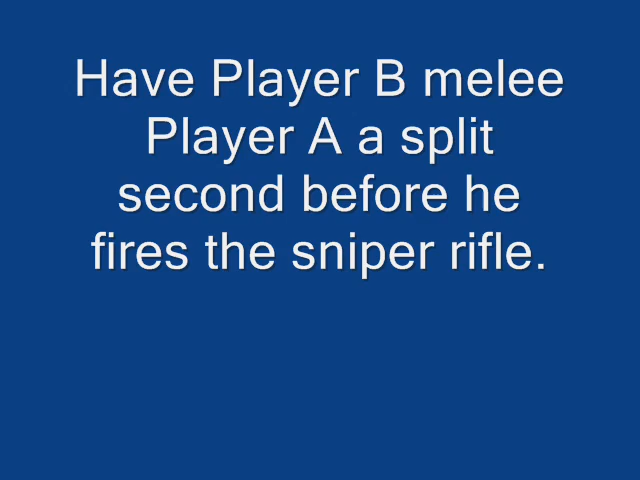 Have Player B melee
Player A a split
second before he
fires the sniper rifle.